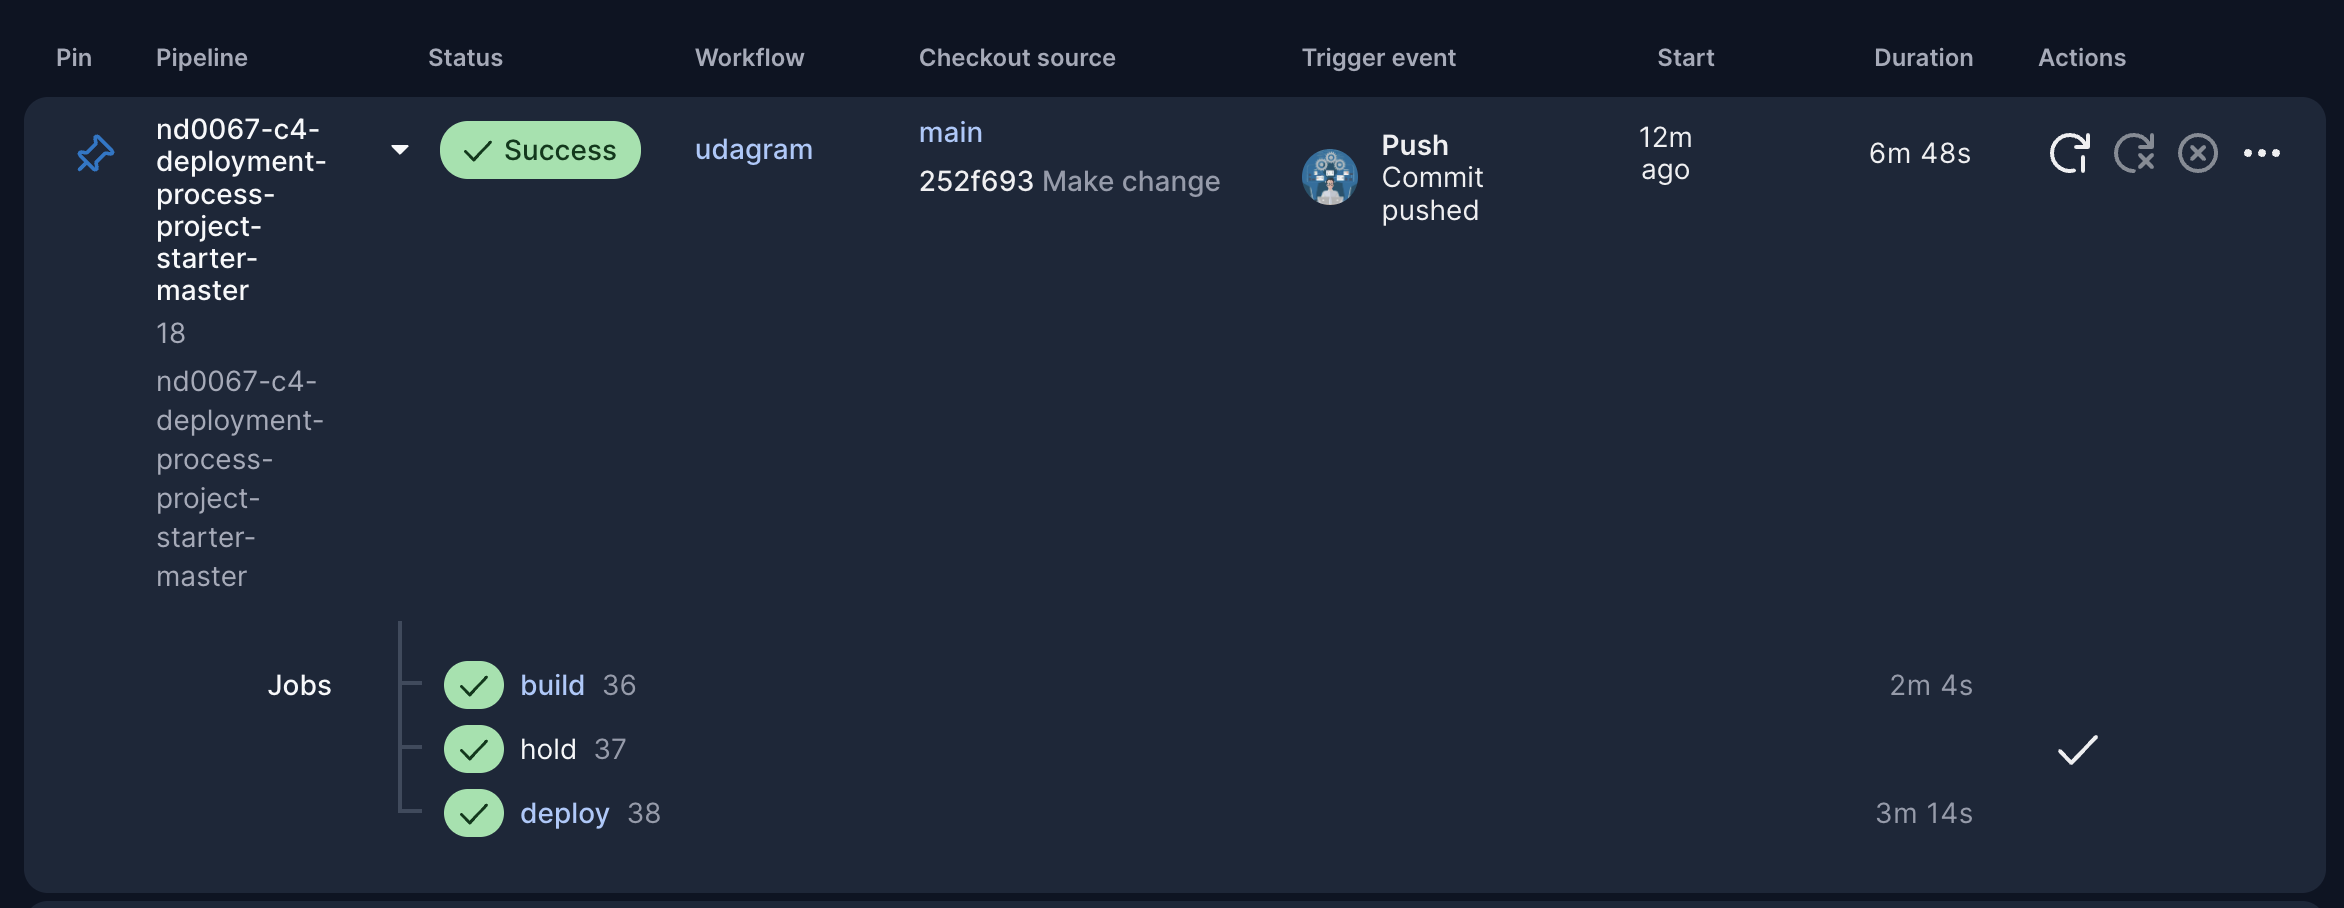 Pin Pipeline Status Workflow Checkout source Trigger event Start Duration Actions
nd0067-c4-
deployment-
process-
project-
starter-
master
18
nd0067-c4-
deployment-
process-
project-
starter-
master
Success
udagram
main
252f693 Make change
Push
Commit
pushed
12m
ago
6m 48s
Jobs
build 36 2m 4s
hold 37
deploy 38 3m 14s